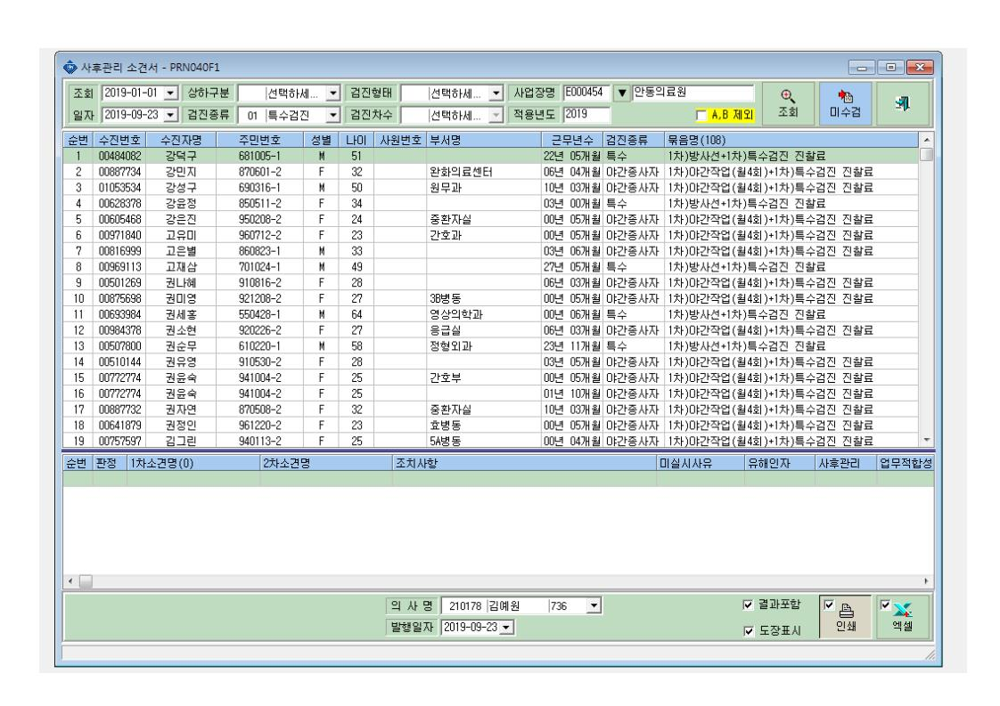 사후관리 소견서 - PRN040F1
조회 2019-01-01 상하구분 |선택하세... 검진형태 |선택하세... 사업장명 E000454 ▼ 안동의료원
일자 2019-09-23 검진종류 01 |특수검진 검진차수 |선택하세... 적용년도 2019 A,B 제외 조회 미수검
순번 수진번호 수진자명 주민번호 성별 나이 사원번호 부서명 근무년수 검진종류 묶음명(108)
1 00484082 강덕구 681005-1 M 51 22년 05개월 특수 1차)방사선+1차)특수검진 진찰료
2 00887734 강민지 870601-2 F 32 완화의료센터 06년 04개월 야간종사자 1차)야간작업(월4회)+1차)특수검진 진찰료
3 01053534 강성구 690316-1 M 50 원무과 10년 03개월 야간종사자 1차)야간작업(월4회)+1차)특수검진 진찰료
4 00628378 강윤정 850511-2 F 34 03년 00개월 특수 1차)방사선+1차)특수검진 진찰료
5 00605468 강은진 950208-2 F 24 중환자실 00년 05개월 야간종사자 1차)야간작업(월4회)+1차)특수검진 진찰료
6 00971840 고유미 960712-2 F 23 간호과 00년 05개월 야간종사자 1차)야간작업(월4회)+1차)특수검진 진찰료
7 00816999 고은별 860823-1 M 33 03년 06개월 야간종사자 1차)야간작업(월4회)+1차)특수검진 진찰료
8 00969113 고재삼 701024-1 M 49 27년 05개월 특수 1차)방사선+1차)특수검진 진찰료
9 00501269 권나혜 910816-2 F 28 06년 03개월 야간종사자 1차)야간작업(월4회)+1차)특수검진 진찰료
10 00875698 권미영 921208-2 F 27 3B병동 00년 05개월 야간종사자 1차)야간작업(월4회)+1차)특수검진 진찰료
11 00693984 권세홍 550428-1 M 64 영상의학과 00년 06개월 특수 1차)방사선+1차)특수검진 진찰료
12 00984378 권소현 920226-2 F 27 응급실 06년 03개월 야간종사자 1차)야간작업(월4회)+1차)특수검진 진찰료
13 00507800 권순무 610220-1 M 58 정형외과 23년 11개월 특수 1차)방사선+1차)특수검진 진찰료
14 00510144 권유영 910530-2 F 28 03년 05개월 야간종사자 1차)야간작업(월4회)+1차)특수검진 진찰료
15 00772774 권윤숙 941004-2 F 25 간호부 00년 05개월 야간종사자 1차)야간작업(월4회)+1차)특수검진 진찰료
16 00772774 권윤숙 941004-2 F 25 01년 10개월 야간종사자 1차)야간작업(월4회)+1차)특수검진 진찰료
17 00887732 권자연 870508-2 F 32 중환자실 10년 03개월 야간종사자 1차)야간작업(월4회)+1차)특수검진 진찰료
18 00641879 권정인 961220-2 F 23 효병동 00년 05개월 야간종사자 1차)야간작업(월4회)+1차)특수검진 진찰료
19 00757597 김그린 940113-2 F 25 5A병동 00년 04개월 야간종사자 1차)야간작업(월4회)+1차)특수검진 진찰료
순번 판정 1차소견명(0) 2차소견명 조치사항 미실시사유 유해인자 사후관리 업무적합성
의 사 명 210178 |김예원 |736 결과포함
발행일자 2019-09-23 도장표시 인쇄 엑셀